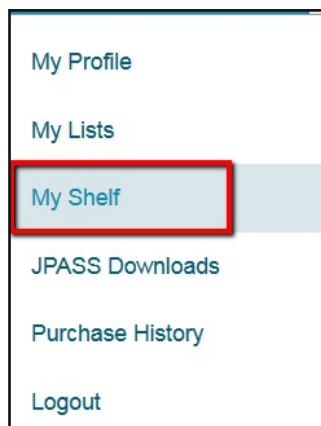 My Profile
My Lists
My Shelf
JPASS Downloads
Purchase History
Logout